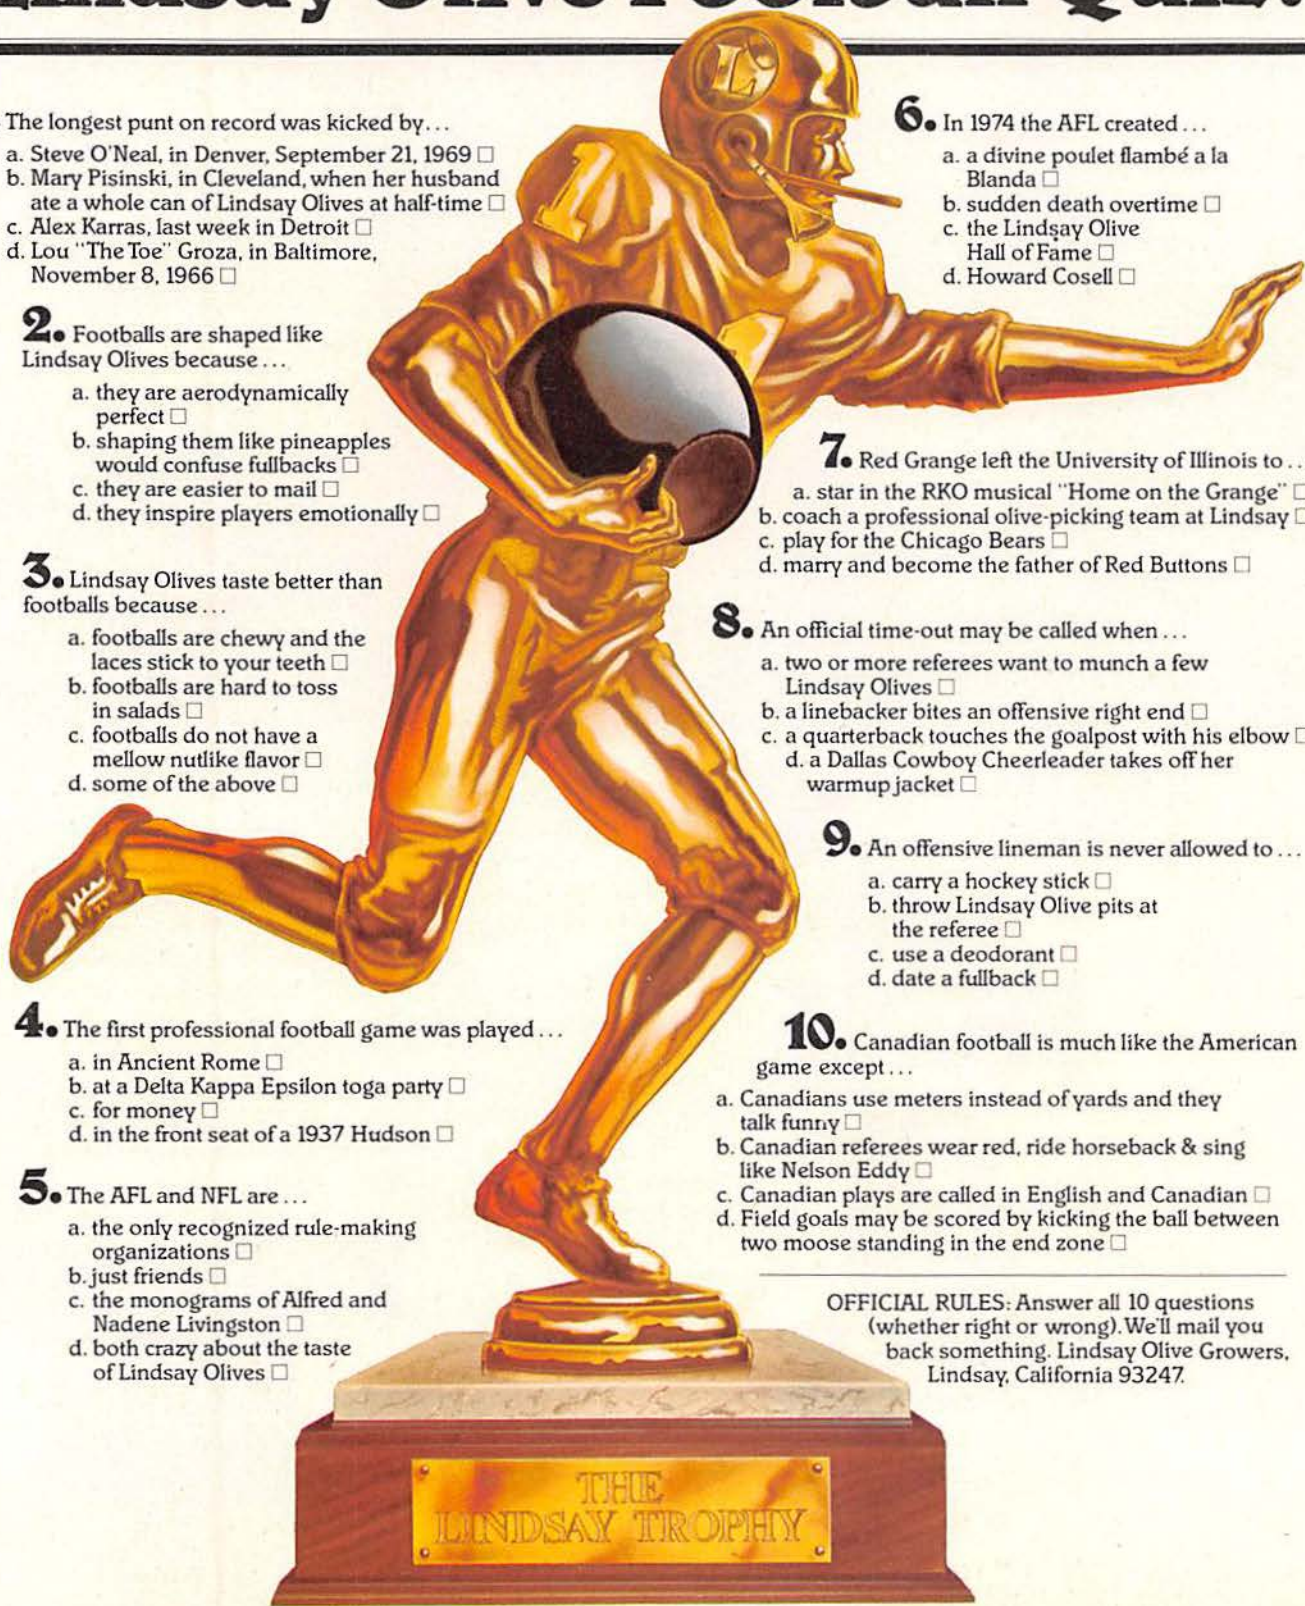 Lindsay Olive Football Quiz.
The longest punt on record was kicked by...
a. Steve O'Neal, in Denver, September 21, 1969 □
b. Mary Pisinski, in Cleveland, when her husband
ate a whole can of Lindsay Olives at half-time □
c. Alex Karras, last week in Detroit □
d. Lou "The Toe" Groza, in Baltimore,
November 8, 1966 □
2. Footballs are shaped like
Lindsay Olives because...
a. they are aerodynamically
perfect □
b. shaping them like pineapples
would confuse fullbacks □
c. they are easier to mail □
d. they inspire players emotionally □
3. Lindsay Olives taste better than
footballs because...
a. footballs are chewy and the
laces stick to your teeth □
b. footballs are hard to toss
in salads □
c. footballs do not have a
mellow nutlike flavor □
d. some of the above □
4. The first professional football game was played...
a. in Ancient Rome □
b. at a Delta Kappa Epsilon toga party □
c. for money □
d. in the front seat of a 1937 Hudson □
5. The AFL and NFL are...
a. the only recognized rule-making
organizations □
b. just friends □
c. the monograms of Alfred and
Nadene Livingston □
d. both crazy about the taste
of Lindsay Olives □
6. In 1974 the AFL created...
a. a divine poulet flambé a la
Blanda □
b. sudden death overtime □
c. the Lindsay Olive
Hall of Fame □
d. Howard Cosell □
7. Red Grange left the University of Illinois to...
a. star in the RKO musical "Home on the Grange" □
b. coach a professional olive-picking team at Lindsay □
c. play for the Chicago Bears □
d. marry and become the father of Red Buttons □
8. An official time-out may be called when...
a. two or more referees want to munch a few
Lindsay Olives □
b. a linebacker bites an offensive right end □
c. a quarterback touches the goalpost with his elbow □
d. a Dallas Cowboy Cheerleader takes off her
warmup jacket □
9. An offensive lineman is never allowed to...
a. carry a hockey stick □
b. throw Lindsay Olive pits at
the referee □
c. use a deodorant □
d. date a fullback □
10. Canadian football is much like the American
game except...
a. Canadians use meters instead of yards and they
talk funny □
b. Canadian referees wear red, ride horseback & sing
like Nelson Eddy □
c. Canadian plays are called in English and Canadian □
d. Field goals may be scored by kicking the ball between
two moose standing in the end zone □
OFFICIAL RULES: Answer all 10 questions
(whether right or wrong). We'll mail you
back something. Lindsay Olive Growers,
Lindsay, California 93247.
L
1
THE
LINDSAY TROPHY